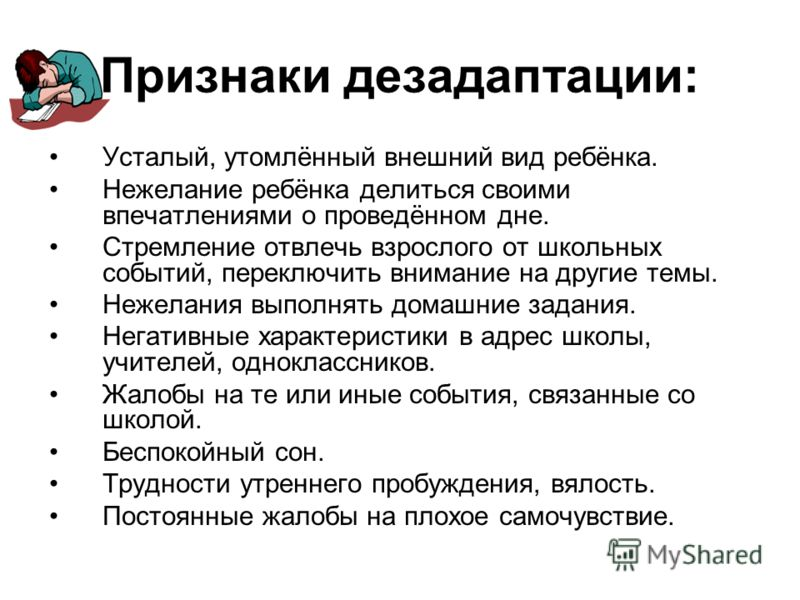 Признаки дезадаптации:
• Усталый, утомлённый внешний вид ребёнка.
• Нежелание ребёнка делиться своими
впечатлениями о проведённом дне.
• Стремление отвлечь взрослого от школьных
событий, переключить внимание на другие темы.
• Нежелания выполнять домашние задания.
• Негативные характеристики в адрес школы,
учителей, одноклассников.
• Жалобы на те или иные события, связанные со
школой.
• Беспокойный сон.
• Трудности утреннего пробуждения, вялость.
• Постоянные жалобы на плохое самочувствие.
MyShared